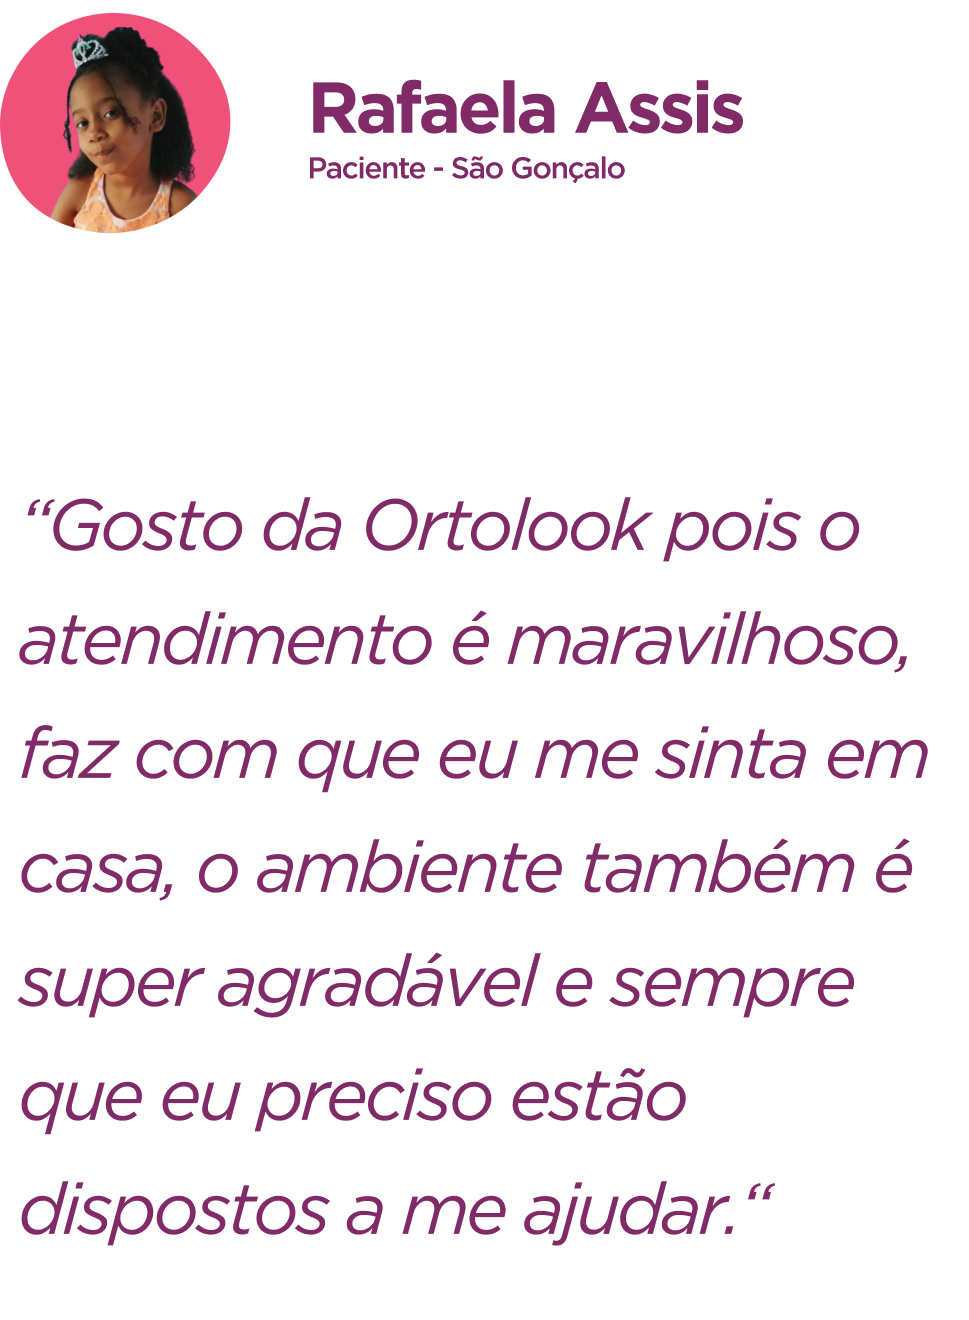 Rafaela Assis
Paciente - São Gonçalo
“Gosto da Ortolook pois o
atendimento é maravilhoso,
faz com que eu me sinta em
casa, o ambiente também é
super agradável e sempre
que eu preciso estão
dispostos a me ajudar.“